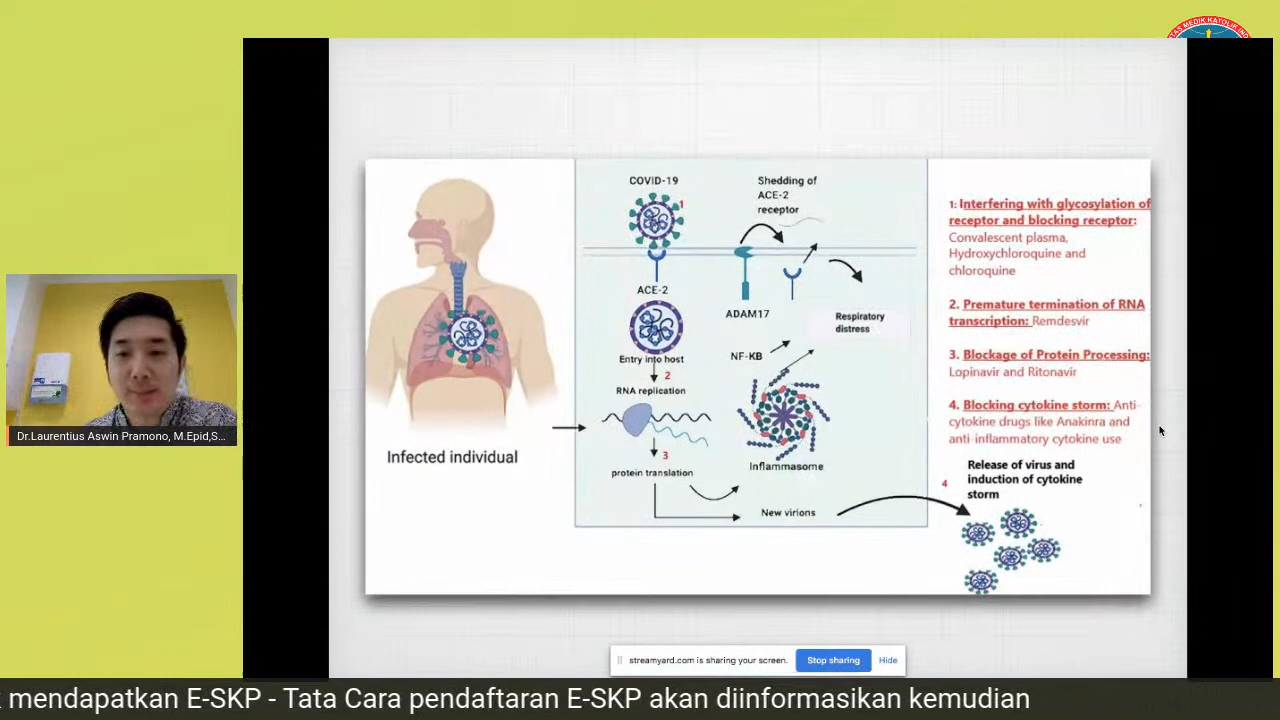 TAS MEDIK KATOLIK
COVID-19
1
Shedding of
ACE-2
receptor
ACE-2
ADAM17
Respiratory
distress
Entry into host
2
NF-KB
RNA replication
3
protein translation
Inflammasome
New virions
Infected individual
1: Interfering with glycosylation of
receptor and blocking receptor:
Convalescent plasma,
Hydroxychloroquine and
chloroquine
2. Premature termination of RNA
transcription: Remdesvir
3. Blockage of Protein Processing:
Lopinavir and Ritonavir
4. Blocking cytokine storm: Anti-
cytokine drugs like Anakinra and
anti-inflammatory cytokine use
4
Release of virus and
induction of cytokine
storm
Dr.Laurentius Aswin Pramono, M.Epid,S...
streamyard.com is sharing your screen.
Stop sharing
Hide
mendapatkan E-SKP - Tata Cara pendaftaran E-SKP akan diinformasikan kemudian